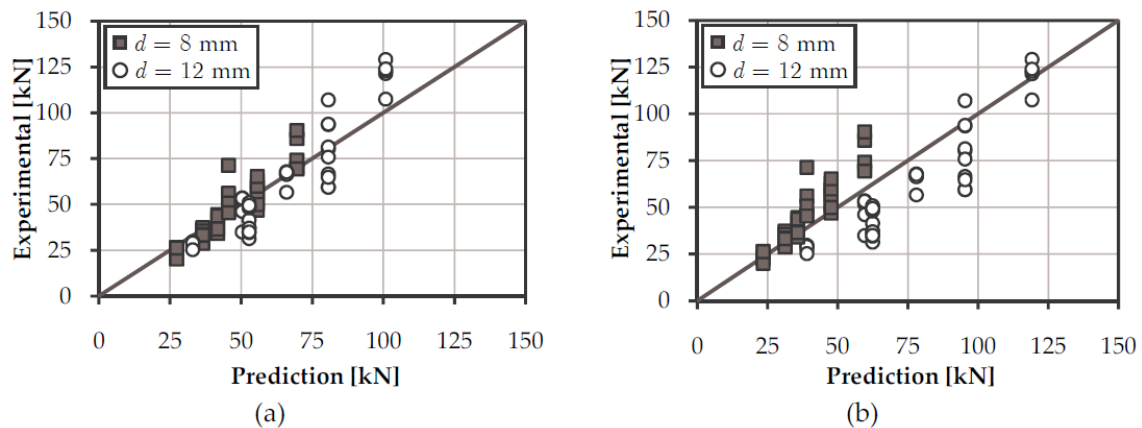 150
125
100
75
50
25
0
Experimental [kN]
d = 8 mm
d = 12 mm
0 25 50 75 100 125 150
Prediction [kN]
(a)
150
125
100
75
50
25
0
Experimental [kN]
d = 8 mm
d = 12 mm
0 25 50 75 100 125 150
Prediction [kN]
(b)